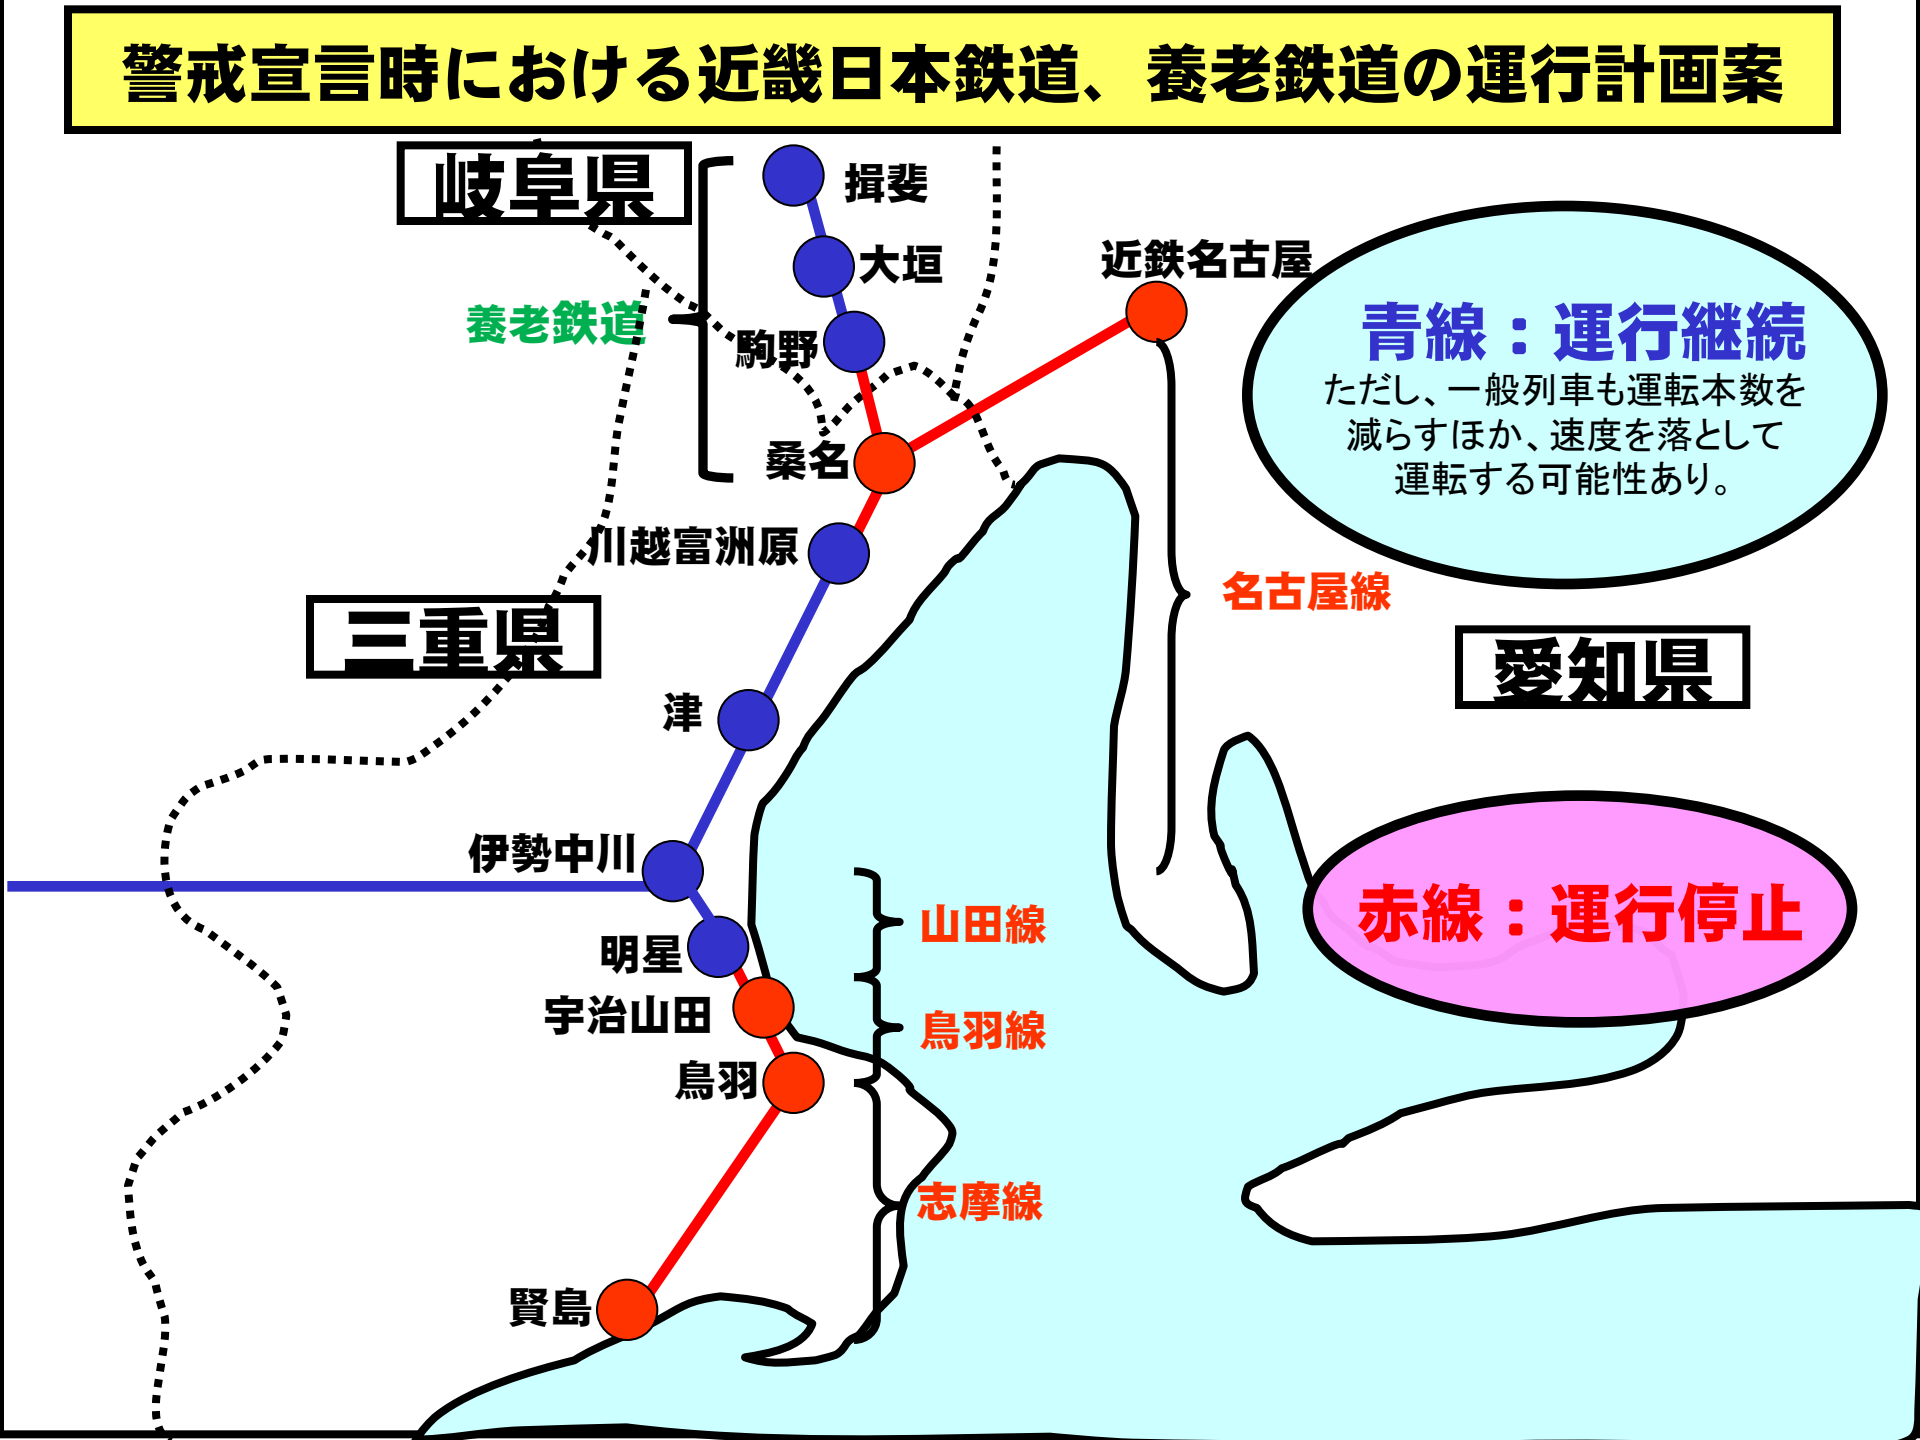 警戒宣言時における近畿日本鉄道、養老鉄道の運行計画案
岐阜県
揖斐
大垣
近鉄名古屋
養老鉄道
駒野
青線：運行継続
ただし、一般列車も運転本数を
減らすほか、速度を落として
運転する可能性あり。
桑名
川越富洲原
名古屋線
三重県
愛知県
津
伊勢中川
山田線
赤線：運行停止
明星
宇治山田
鳥羽線
鳥羽
志摩線
賢島